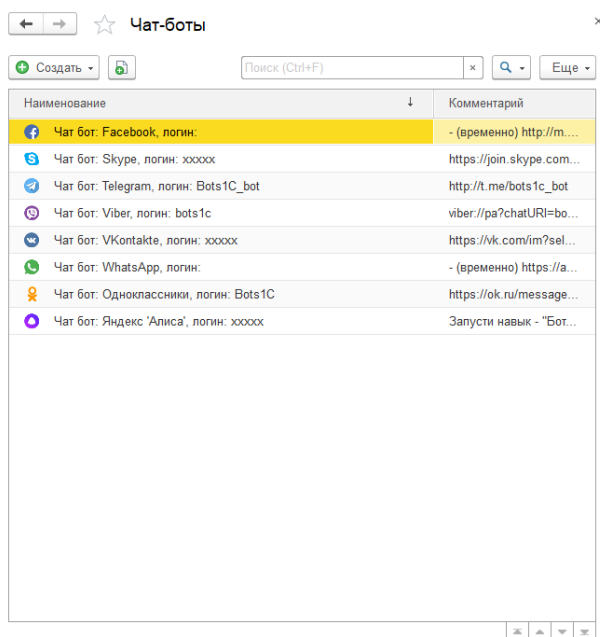 Чат-боты
Создать
Поиск (Ctrl+F)
×
Еще
Наименование ↓ Комментарий
Чат бот: Facebook, логин: - (временно) http://m....
Чат бот: Skype, логин: xxxxx https://join.skype.com...
Чат бот: Telegram, логин: Bots1C_bot http://t.me/bots1c_bot
Чат бот: Viber, логин: bots1c viber://pa?chatURI=bo...
Чат бот: VKontakte, логин: xxxxx https://vk.com/im?sel...
Чат бот: WhatsApp, логин: - (временно) https://a...
Чат бот: Одноклассники, логин: Bots1C https://ok.ru/message...
Чат бот: Яндекс 'Алиса', логин: xxxxx Запусти навык - "Бот...